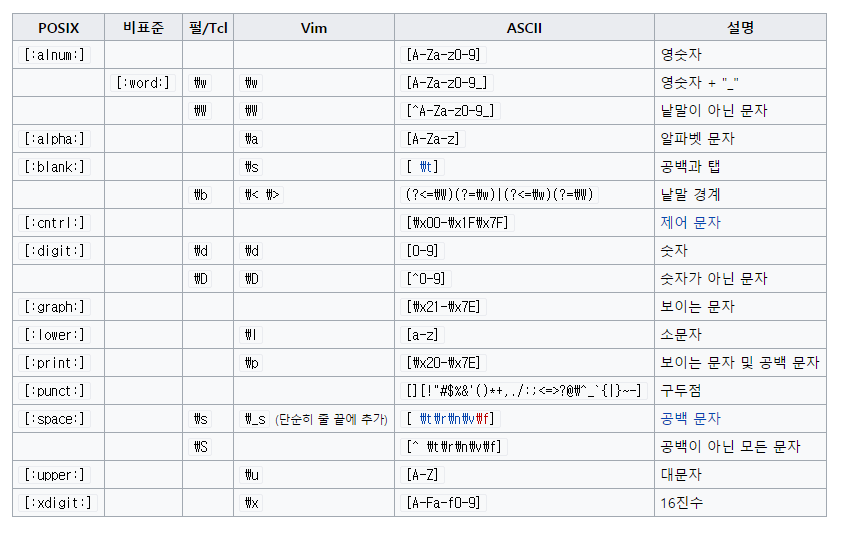 POSIX 비표준 펄/Tcl Vim ASCII 설명
[:alnum:] [A-Za-z0-9] 영숫자
[:word:] ₩w ₩w [A-Za-z0-9_] 영숫자 + "_"
₩W ₩W [^A-Za-z0-9_] 낱말이 아닌 문자
[:alpha:] ₩a [A-Za-z] 알파벳 문자
[:blank:] ₩s [ ₩t] 공백과 탭
₩b ₩< ₩> (?<=₩W)(?=₩w)|(?<=₩w)(?=₩W) 낱말 경계
[:cntrl:] [₩x00-₩x1F₩x7F] 제어 문자
[:digit:] ₩d ₩d [0-9] 숫자
₩D ₩D [^0-9] 숫자가 아닌 문자
[:graph:] [₩x21-₩x7E] 보이는 문자
[:lower:] ₩l [a-z] 소문자
[:print:] ₩p [₩x20-₩x7E] 보이는 문자 및 공백 문자
[:punct:] [][!"#$%&'()*+,./:;<=>?@₩^_`{|}~-] 구두점
[:space:] ₩s ₩_s (단순히 줄 끝에 추가) [ ₩t₩r₩n₩v₩f] 공백 문자
₩S [^ ₩t₩r₩n₩v₩f] 공백이 아닌 모든 문자
[:upper:] ₩u [A-Z] 대문자
[:xdigit:] ₩x [A-Fa-f0-9] 16진수